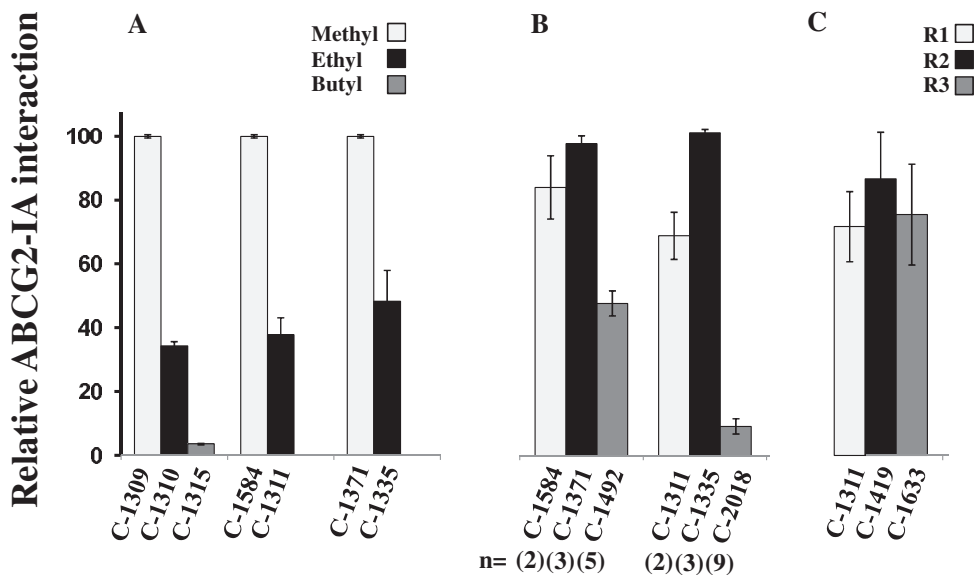 A
B
C
Methyl
Ethyl
Butyl
R1
R2
R3
Relative ABCG2-IA interaction
100
80
60
40
20
0
C-1309
C-1310
C-1315
C-1584
C-1311
C-1371
C-1335
C-1584
C-1371
C-1492
C-1311
C-1335
C-2018
C-1311
C-1419
C-1633
n= (2)(3)(5) (2)(3)(9)